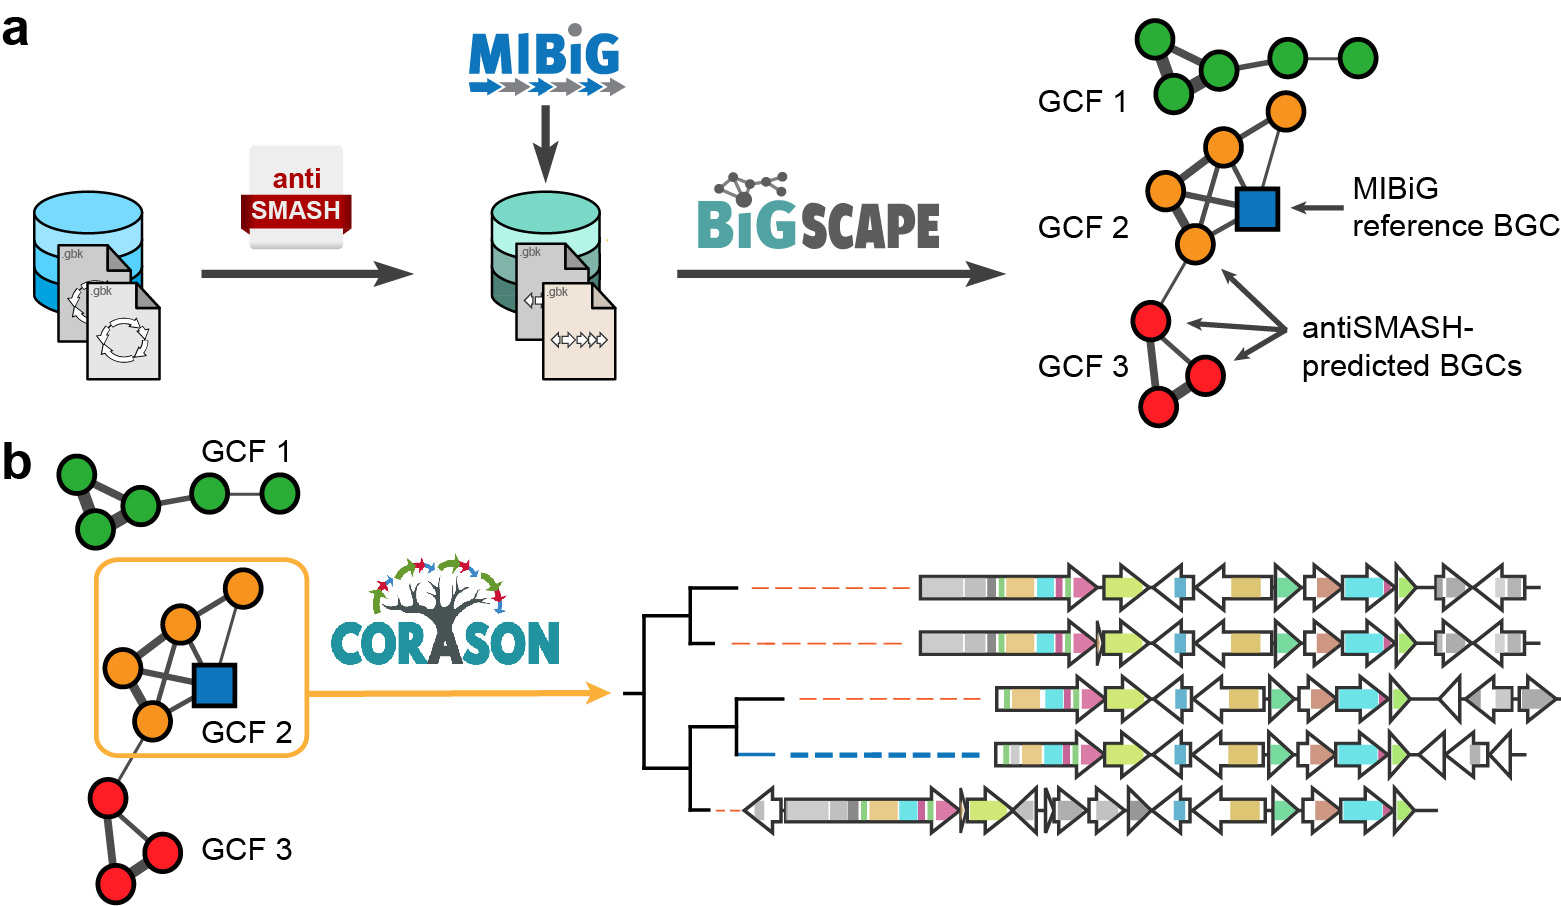 a
MIBiG
anti
SMASH
.gbk
.gbk
.gbk
.gbk
BiGSCAPE
GCF 1
GCF 2
GCF 3
MIBiG
reference BGC
antiSMASH-
predicted BGCs
b
GCF 1
GCF 2
GCF 3
CORASON